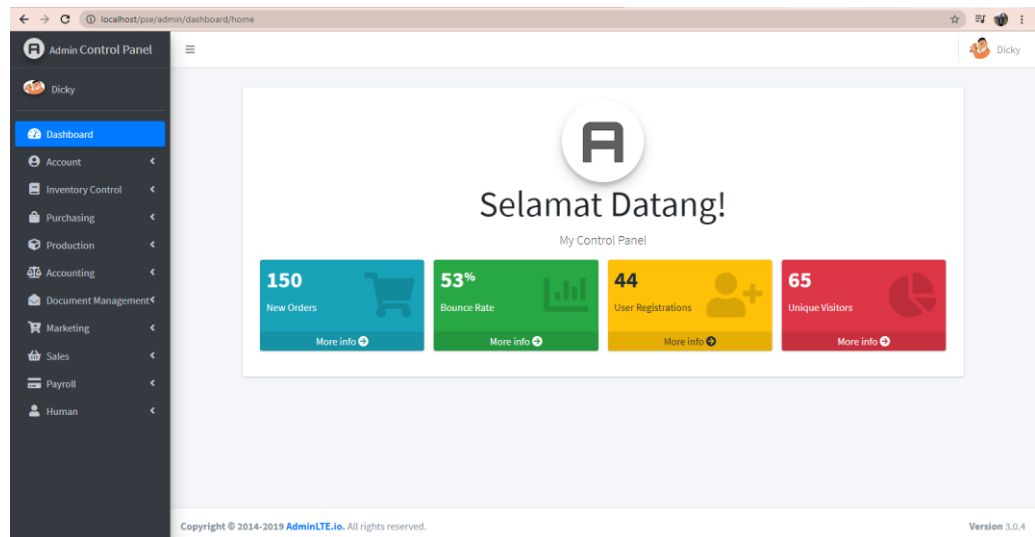 localhost/pse/admin/dashboard/home
Admin Control Panel
Dicky
Dicky
Dashboard
Account
Inventory Control
Purchasing
Production
Accounting
Document Management
Marketing
Sales
Payroll
Human
Selamat Datang!
My Control Panel
150
New Orders
More info
53%
Bounce Rate
More info
44
User Registrations
More info
65
Unique Visitors
More info
Copyright © 2014-2019 AdminLTE.io. All rights reserved.
Version 3.0.4